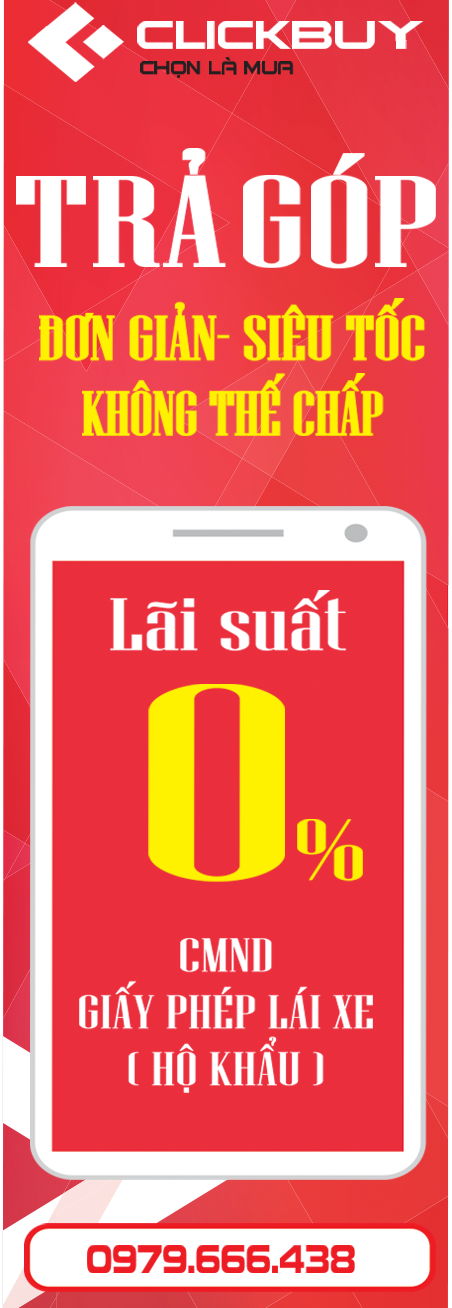 CLICKBUY
CHỌN LÀ MUA
TRẢ GÓP
ĐƠN GIẢN- SIÊU TỐC
KHÔNG THẾ CHẤP
Lãi suất
0%
CMND
GIẤY PHÉP LÁI XE
( HỘ KHẨU )
0979.666.438